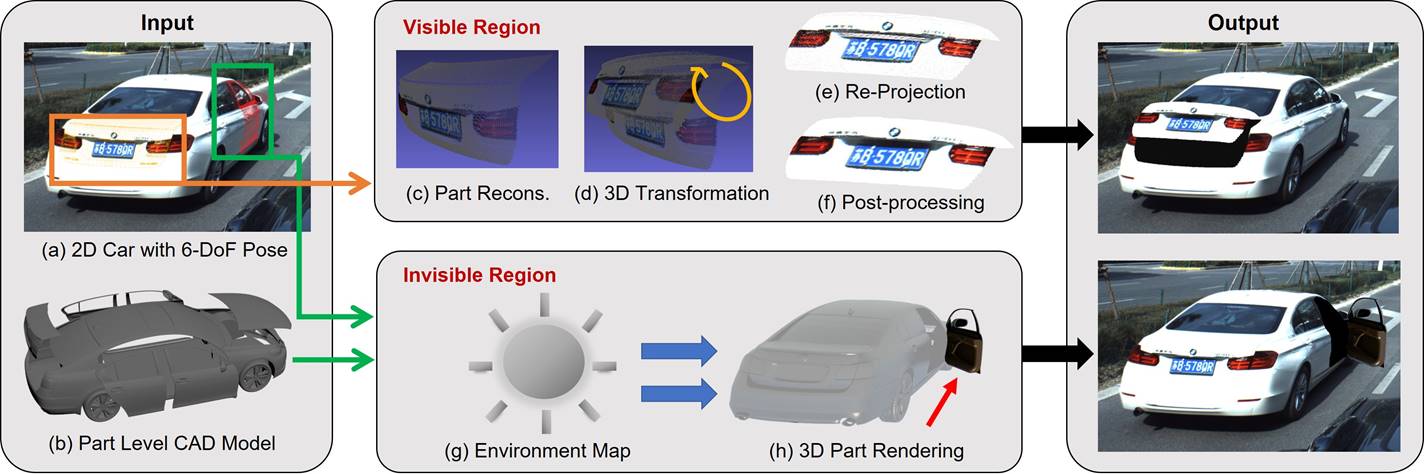 Input
(a) 2D Car with 6-DoF Pose
(b) Part Level CAD Model
Visible Region
(c) Part Recons.
(d) 3D Transformation
(e) Re-Projection
(f) Post-processing
Invisible Region
(g) Environment Map
(h) 3D Part Rendering
Output